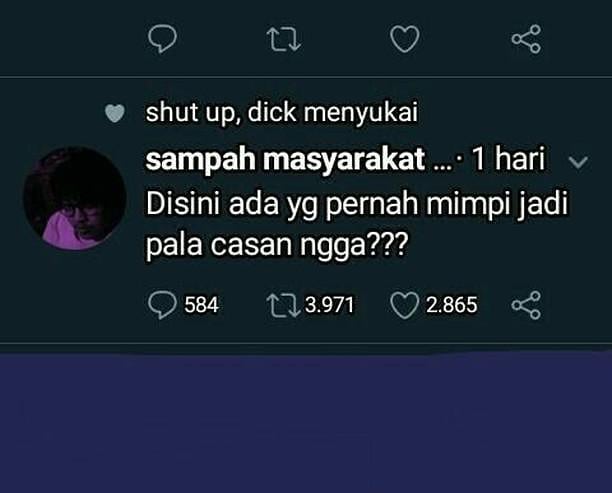 shut up, dick menyukai
sampah masyarakat ... · 1 hari
Disini ada yg pernah mimpi jadi
pala casan ngga???
584 3.971 2.865